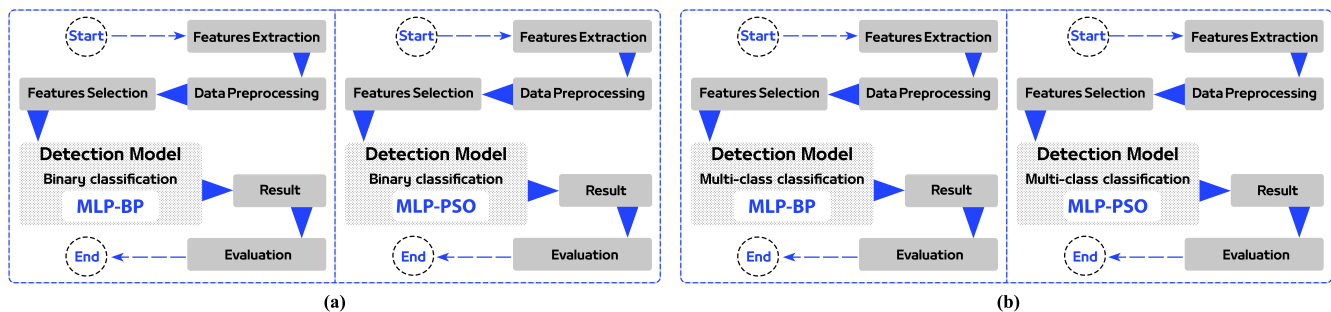 Start
Features Extraction
Features Selection
Data Preprocessing
Detection Model
Binary classification
MLP-BP
Result
End
Evaluation
Start
Features Extraction
Features Selection
Data Preprocessing
Detection Model
Binary classification
MLP-PSO
Result
End
Evaluation
(a)
Start
Features Extraction
Features Selection
Data Preprocessing
Detection Model
Multi-class classification
MLP-BP
Result
End
Evaluation
Start
Features Extraction
Features Selection
Data Preprocessing
Detection Model
Multi-class classification
MLP-PSO
Result
End
Evaluation
(b)